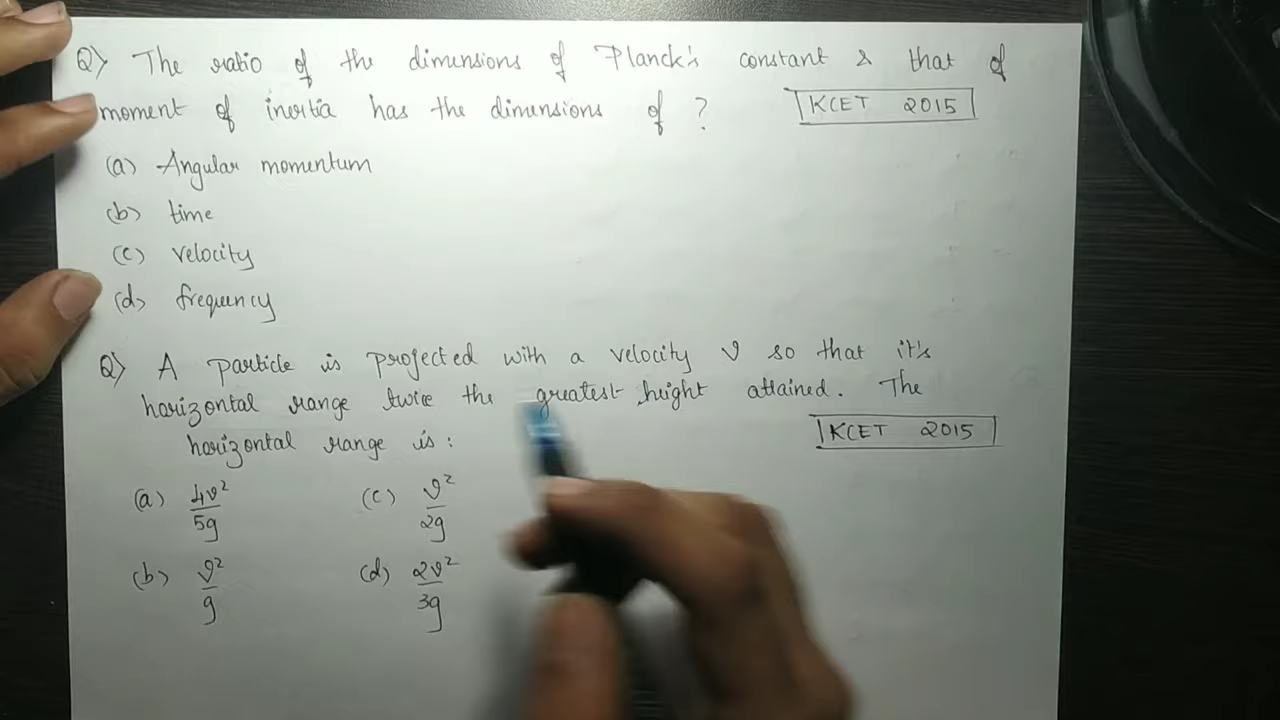 Q) The ratio of the dimensions of Planck's constant & that of
moment of inertia has the dimensions of ? KCET 2015
(a) Angular momentum
(b) time
(c) velocity
(d) frequency
Q) A particle is projected with a velocity v so that it's
horizontal range twice the greatest height attained. The
horizontal range is : KCET 2015
(a) 4v²/5g (c) v²/2g
(b) v²/g (d) 2v²/3g